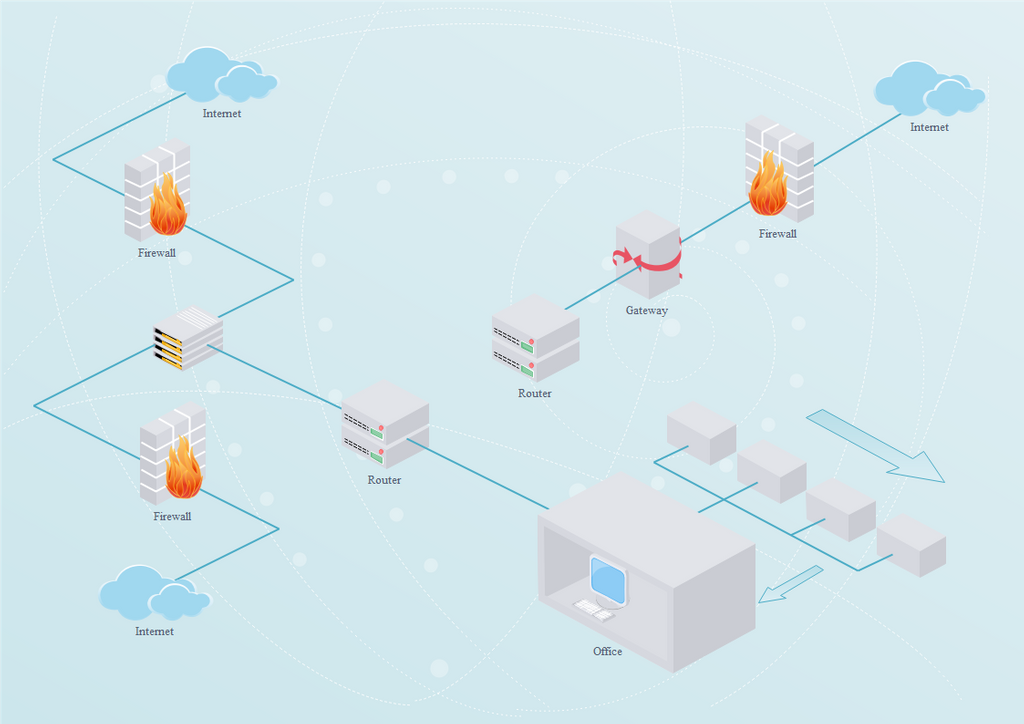 Internet
Internet
Firewall
Firewall
Gateway
Router
Router
Firewall
Internet
Office